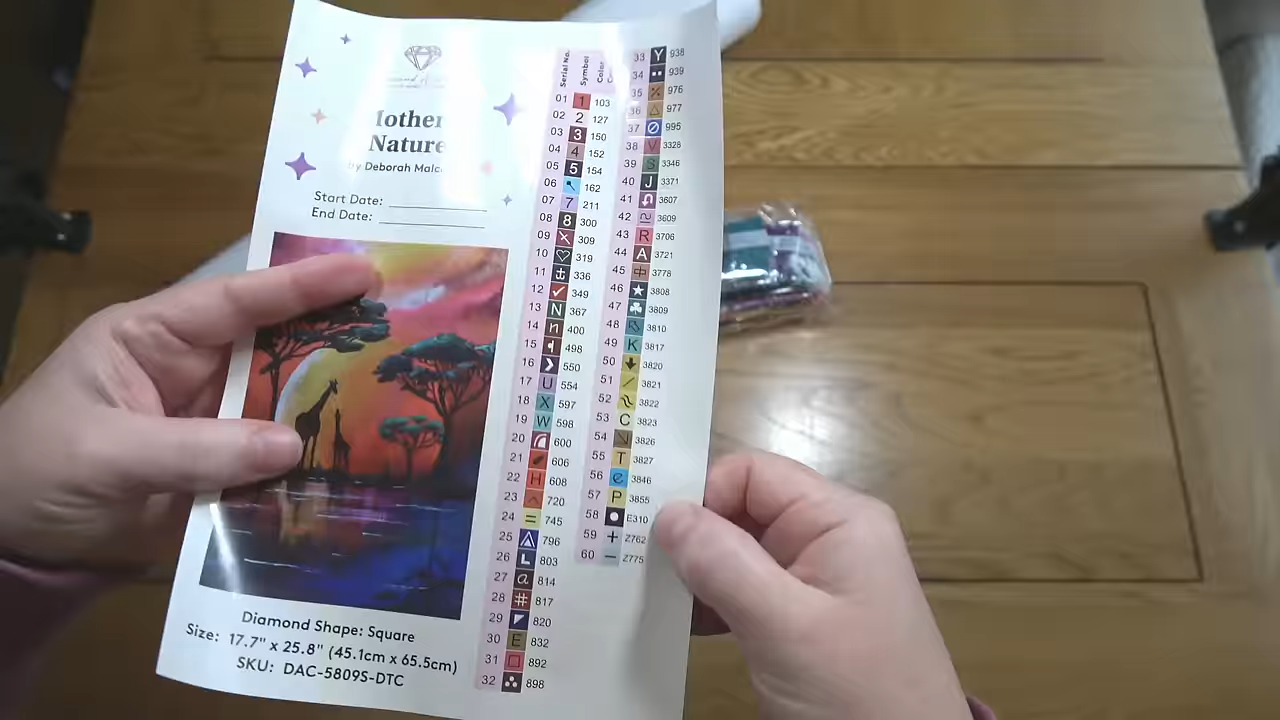 Nature
by Deborah
Start Date:
End Date:
Diamond Shape: Square
Size: 17.7" x 25.8" (45.1cm x 65.5cm)
SKU: DAC-5809S-DTC
Serial No. Symbol
01 1 103
02 2 127
03 3 150
04 4 152
05 5 154
06 162
07 7 211
08 8 300
09 309
10 319
11 336
12 349
13 N 367
14 n 400
15 498
16 550
17 U 554
18 X 597
19 W 598
20 600
21 606
22 H 608
23 720
24 = 745
25 796
26 L 803
27 a 814
28 # 817
29 820
30 E 832
31 892
32 898
33 Y 938
34 939
35 976
36 977
37 995
38 V 3328
39 S 3346
40 J 3371
41 3607
42 3609
43 R 3706
44 A 3721
45 中 3778
46 ★ 3808
47 3809
48 3810
49 K 3817
50 3820
51 / 3821
52 3822
53 C 3823
54 3826
55 T 3827
56 e 3846
57 P 3855
58 E310
59 + Z762
60 − Z775